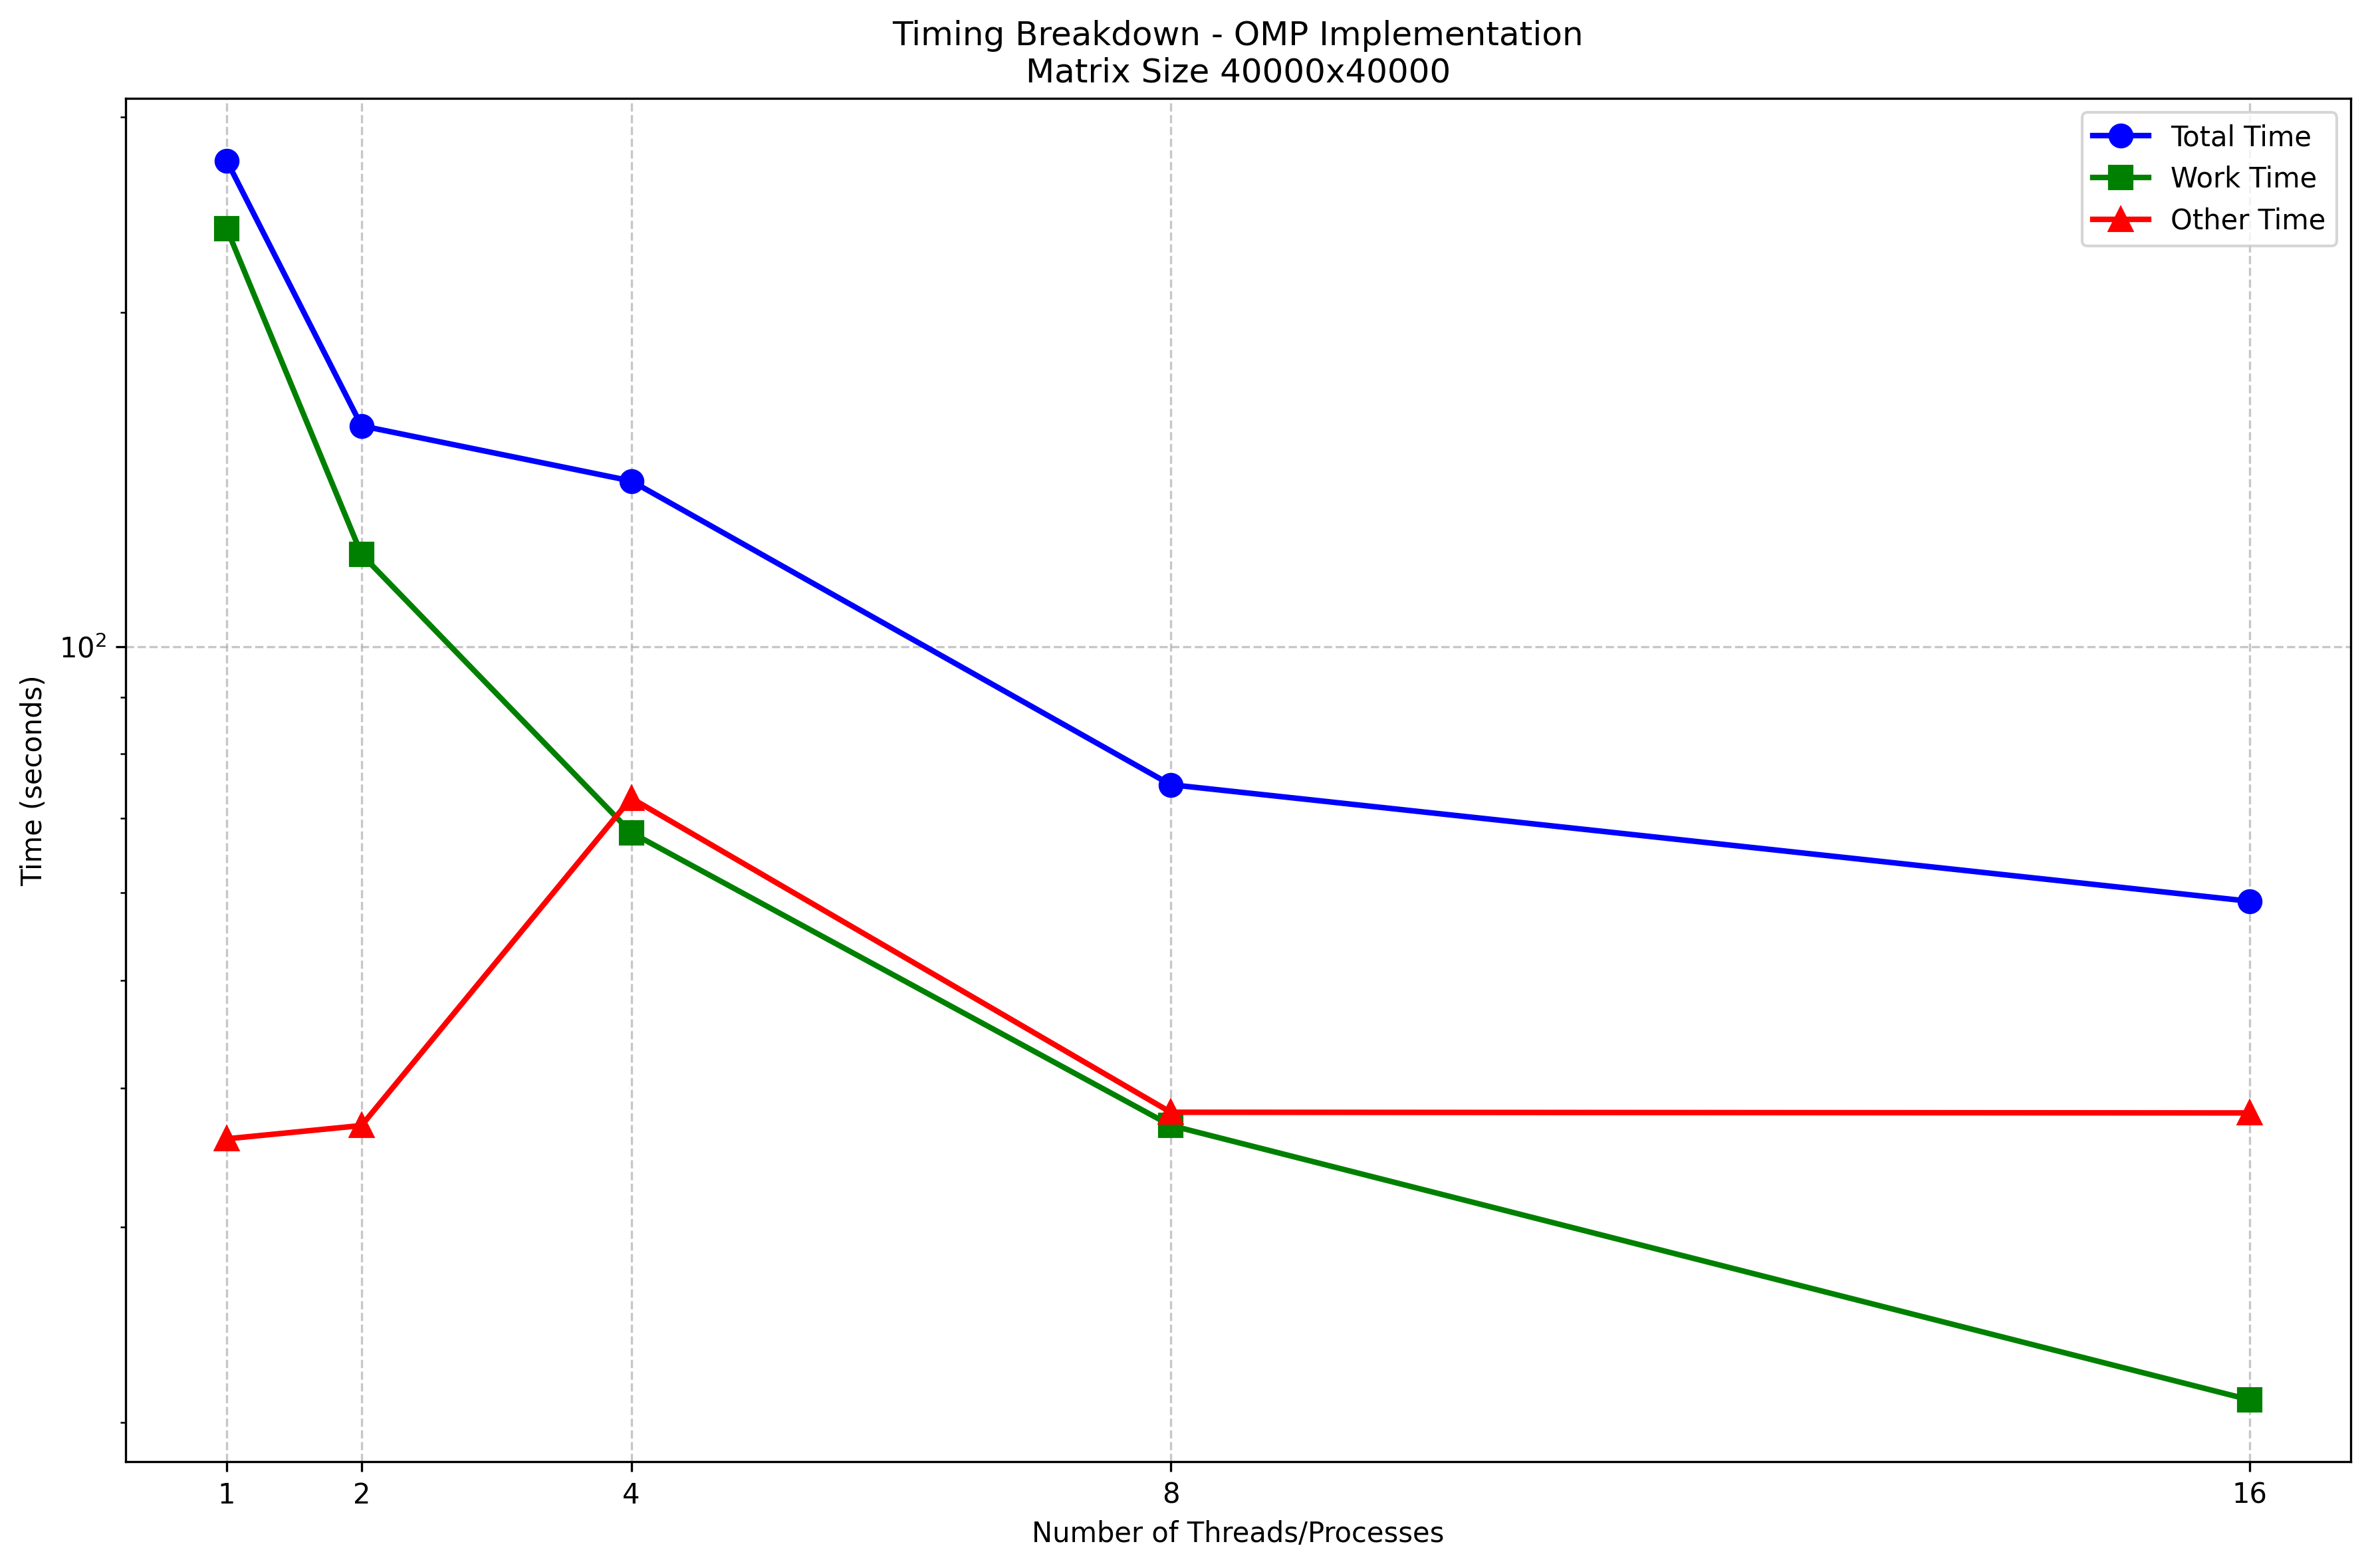 Timing Breakdown - OMP Implementation
Matrix Size 40000x40000
Total Time
Work Time
Other Time
10²
Time (seconds)
1 2 4 8 16
Number of Threads/Processes